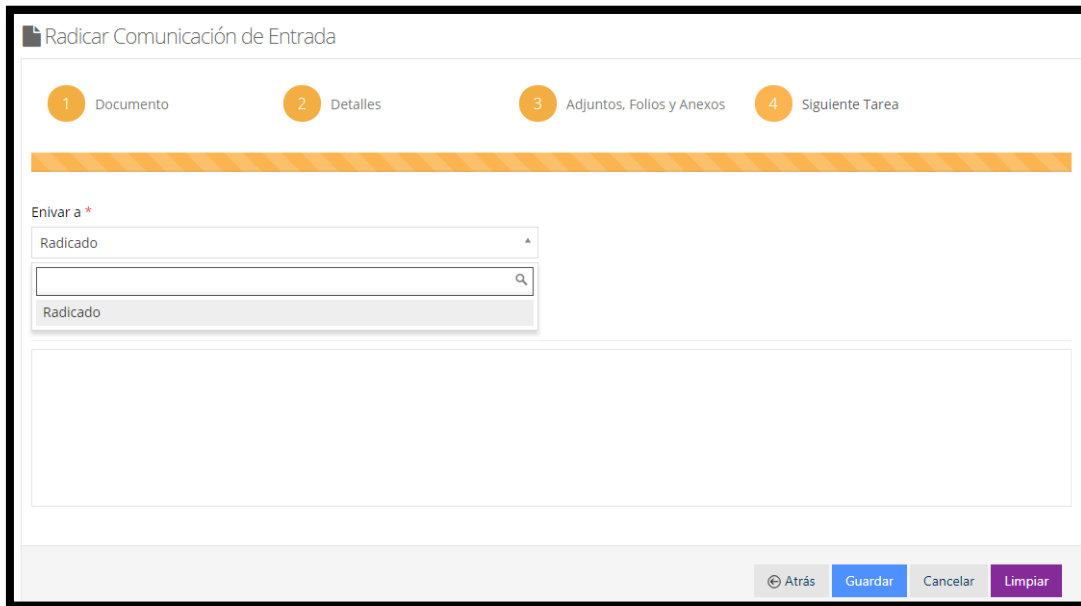 Radicar Comunicación de Entrada
1 Documento 2 Detalles 3 Adjuntos, Folios y Anexos 4 Siguiente Tarea
Enivar a *
Radicado
Radicado
Atrás Guardar Cancelar Limpiar